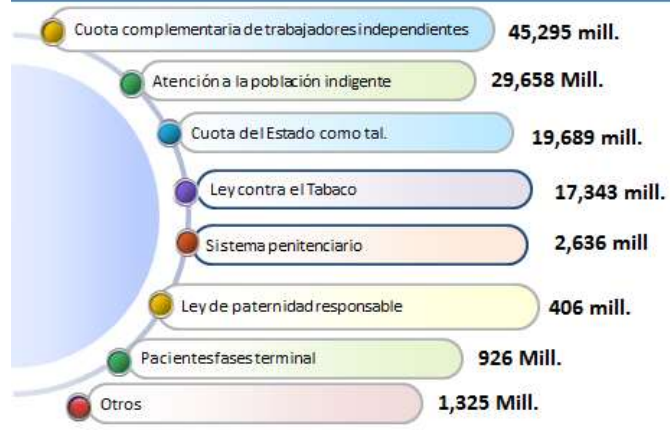 Cuota complementaria de trabajadores independientes 45,295 mill.
Atención a la población indigente 29,658 Mill.
Cuota del Estado como tal. 19,689 mill.
Ley contra el Tabaco 17,343 mill.
Sistema penitenciario 2,636 mill
Ley de paternidad responsable 406 mill.
Pacientes fases terminal 926 Mill.
Otros 1,325 Mill.